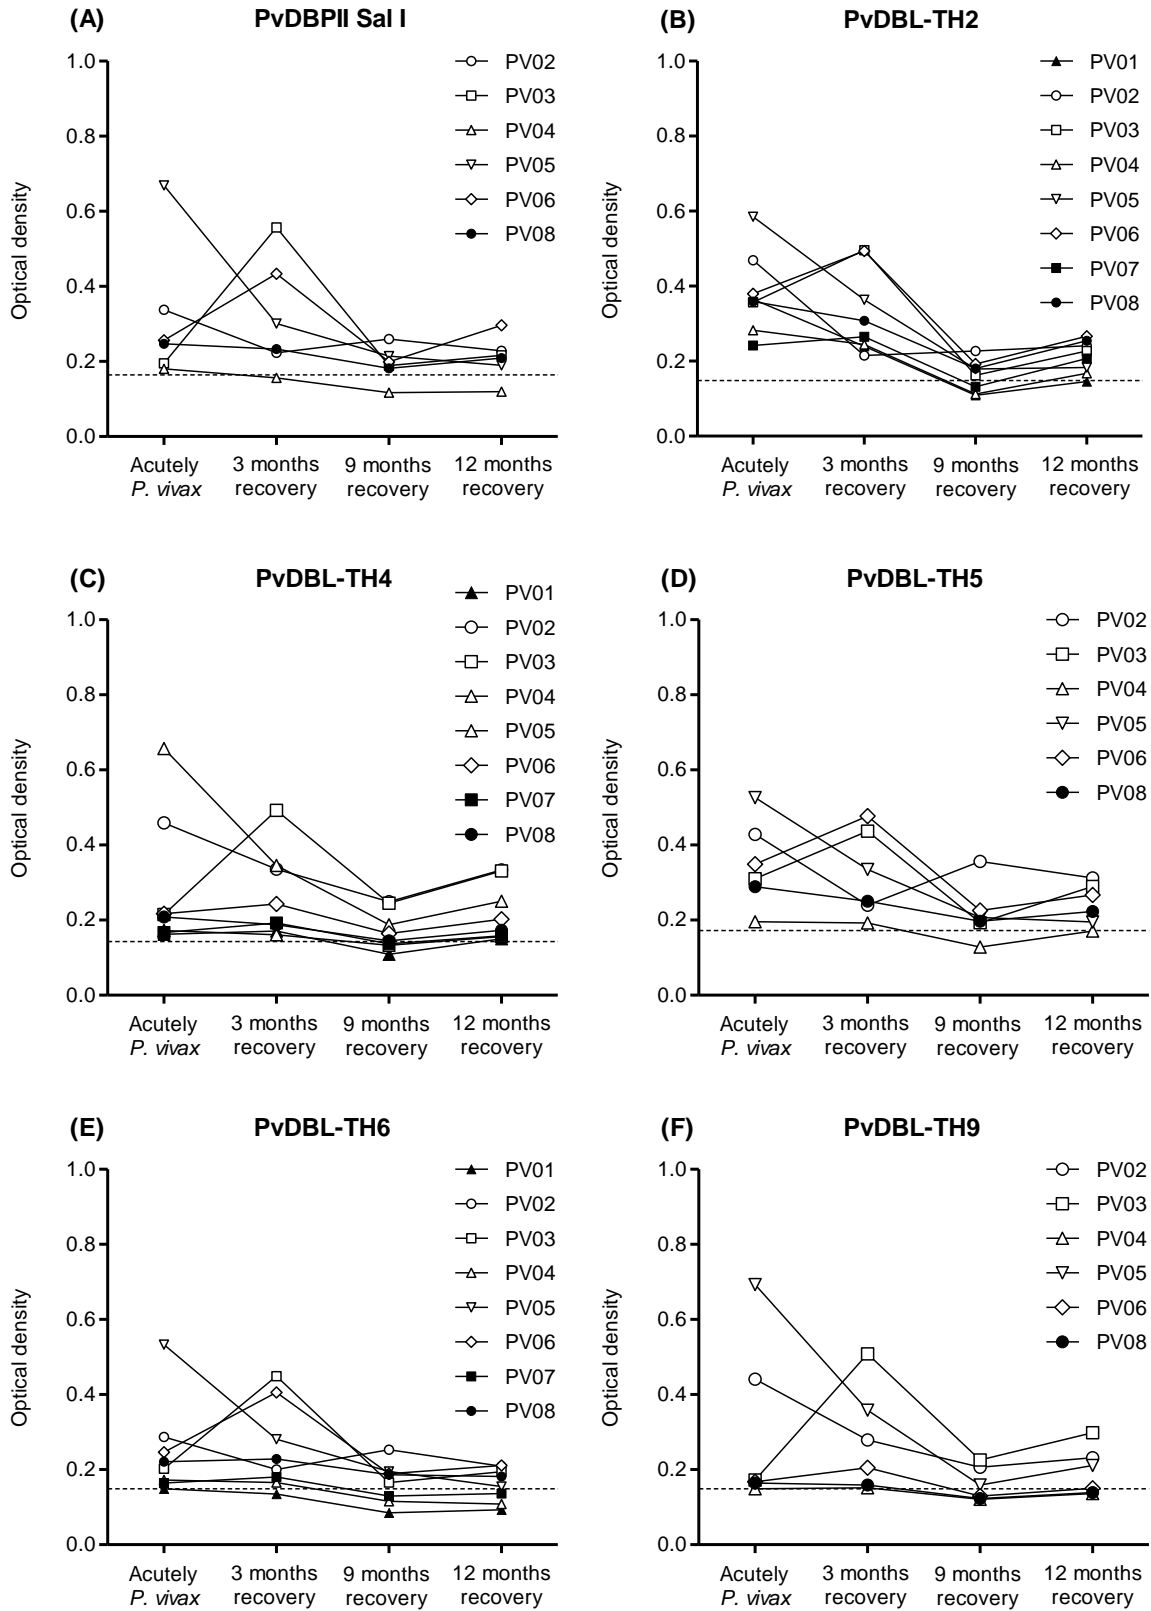 (A) PvDBPII Sal I
Optical density
1.0
0.8
0.6
0.4
0.2
0.0
PV02
PV03
PV04
PV05
PV06
PV08
Acutely 3 months 9 months 12 months
P. vivax recovery recovery recovery
(B) PvDBL-TH2
Optical density
1.0
0.8
0.6
0.4
0.2
0.0
PV01
PV02
PV03
PV04
PV05
PV06
PV07
PV08
Acutely 3 months 9 months 12 months
P. vivax recovery recovery recovery
(C) PvDBL-TH4
Optical density
1.0
0.8
0.6
0.4
0.2
0.0
PV01
PV02
PV03
PV04
PV05
PV06
PV07
PV08
Acutely 3 months 9 months 12 months
P. vivax recovery recovery recovery
(D) PvDBL-TH5
Optical density
1.0
0.8
0.6
0.4
0.2
0.0
PV02
PV03
PV04
PV05
PV06
PV08
Acutely 3 months 9 months 12 months
P. vivax recovery recovery recovery
(E) PvDBL-TH6
Optical density
1.0
0.8
0.6
0.4
0.2
0.0
PV01
PV02
PV03
PV04
PV05
PV06
PV07
PV08
Acutely 3 months 9 months 12 months
P. vivax recovery recovery recovery
(F) PvDBL-TH9
Optical density
1.0
0.8
0.6
0.4
0.2
0.0
PV02
PV03
PV04
PV05
PV06
PV08
Acutely 3 months 9 months 12 months
P. vivax recovery recovery recovery